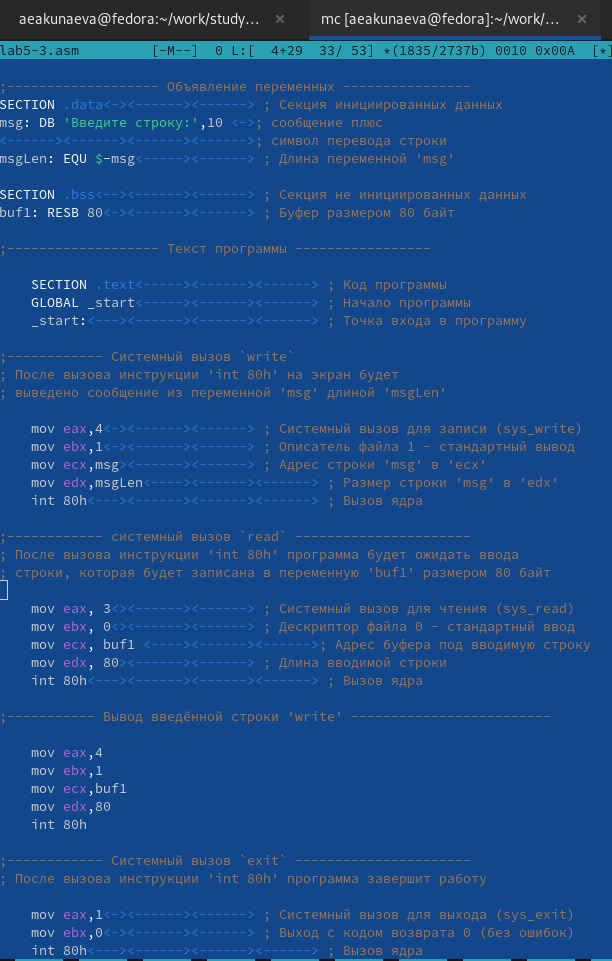 aeakunaeva@fedora:~/work/study... ×
mc [aeakunaeva@fedora]:~/work/... ×
lab5-3.asm [-M--] 0 L:[ 4+29 33/ 53] *(1835/2737b) 0010 0x00A [*]
;------------------- Объявление переменных ----------------
SECTION .data<-><------><------><------> ; Секция инициированных данных
msg: DB 'Введите строку:',10 <->; сообщение плюс
<------><------><------><------>; символ перевода строки
msgLen: EQU $-msg<------><------> ; Длина переменной 'msg'
SECTION .bss<--><------><------> ; Секция не инициированных данных
buf1: RESB 80<-><------><------> ; Буфер размером 80 байт
;------------------- Текст программы -----------------
SECTION .text<-----><------><------> ; Код программы
GLOBAL _start<-----><------><------> ; Начало программы
_start:<---><------><------><------> ; Точка входа в программу
;------------ Системный вызов `write`
; После вызова инструкции 'int 80h' на экран будет
; выведено сообщение из переменной 'msg' длиной 'msgLen'
mov eax,4<-><------><------> ; Системный вызов для записи (sys_write)
mov ebx,1<-><------><------> ; Описатель файла 1 - стандартный вывод
mov ecx,msg><------><------> ; Адрес строки 'msg' в 'ecx'
mov edx,msgLen<----><------><------> ; Размер строки 'msg' в 'edx'
int 80h<---><------><------><------> ; Вызов ядра
;------------ системный вызов `read` ----------------------
; После вызова инструкции 'int 80h' программа будет ожидать ввода
; строки, которая будет записана в переменную 'buf1' размером 80 байт
mov eax, 3<><------><------> ; Системный вызов для чтения (sys_read)
mov ebx, 0<><------><------> ; Дескриптор файла 0 - стандартный ввод
mov ecx, buf1 <----><------><------>; Адрес буфера под вводимую строку
mov edx, 80><------><------> ; Длина вводимой строки
int 80h<---><------><------><------> ; Вызов ядра
;------------ Вывод введённой строки 'write' -------------------------
mov eax,4
mov ebx,1
mov ecx,buf1
mov edx,80
int 80h
;------------ Системный вызов `exit` ----------------------
; После вызова инструкции 'int 80h' программа завершит работу
mov eax,1<-><------><------> ; Системный вызов для выхода (sys_exit)
mov ebx,0<-><------><------> ; Выход с кодом возврата 0 (без ошибок)
int 80h<---><------><------><------> ; Вызов ядра